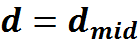 d = d_mid